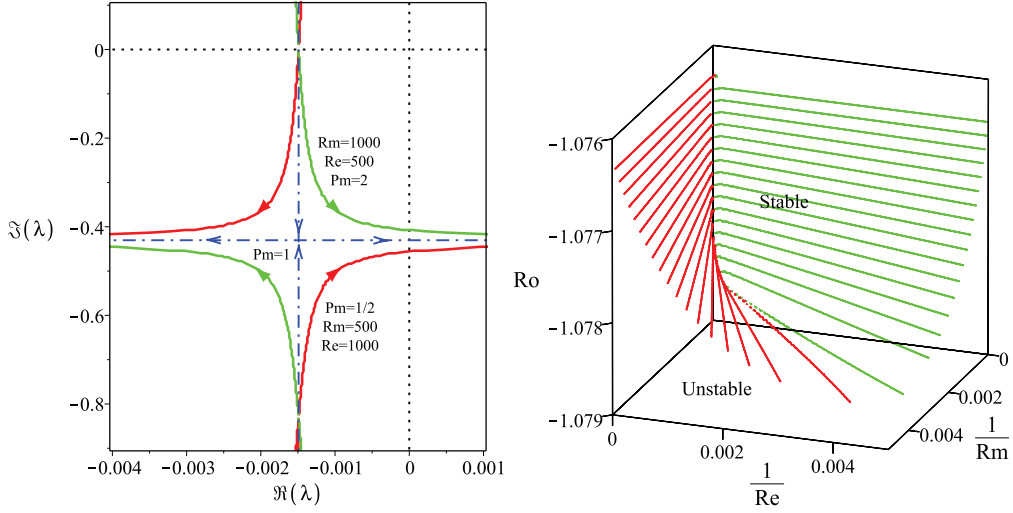 0
−0.2
−0.4
−0.6
−0.8
ℑ(λ)
Rm=1000
Re=500
Pm=2
Pm=1
Pm=1/2
Rm=500
Re=1000
−0.004
−0.003
−0.002
−0.001
0
0.001
ℜ(λ)
−1.076
−1.077
−1.078
−1.079
Ro
Stable
Unstable
0
0.002
0.004
1
Re
0
0.002
0.004
1
Rm